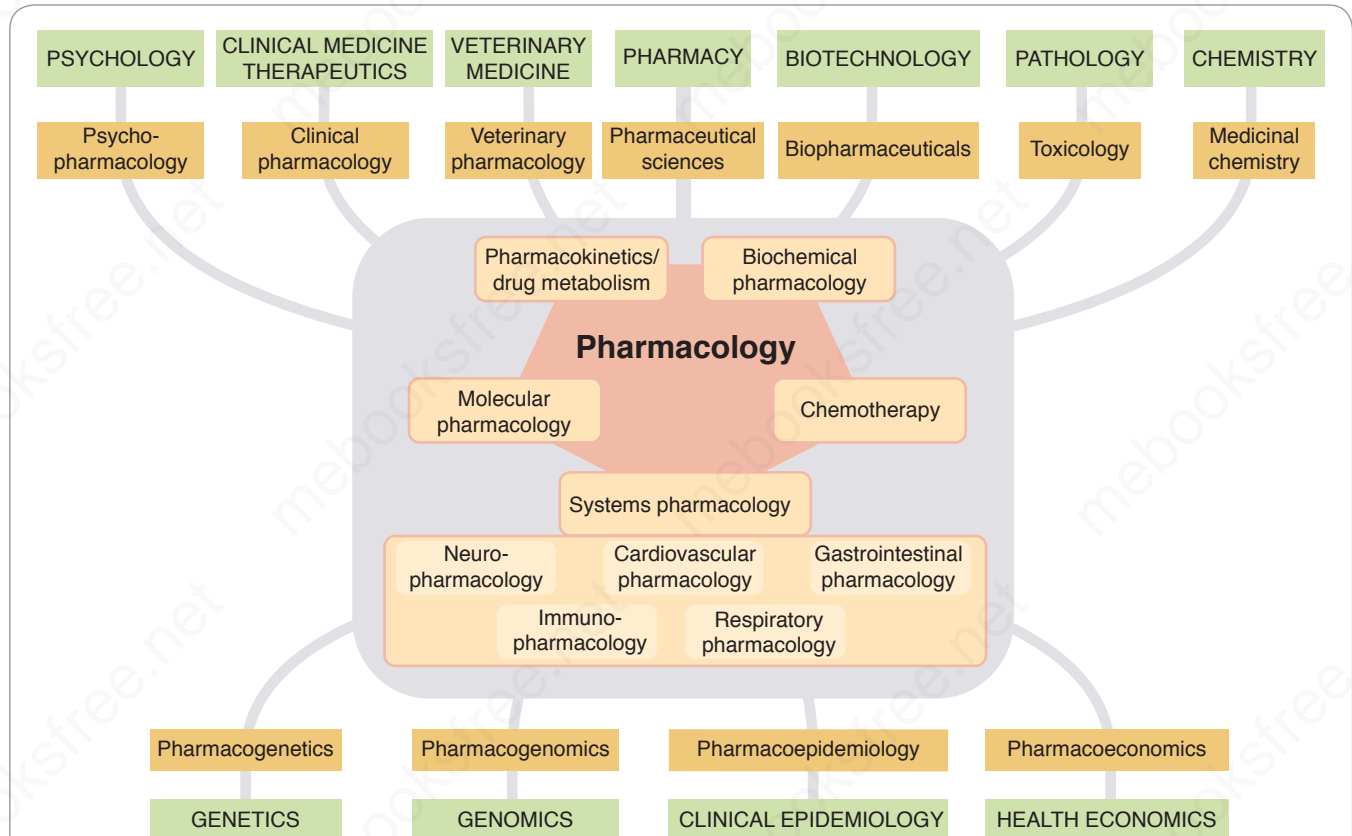 PSYCHOLOGY
CLINICAL MEDICINE
THERAPEUTICS
VETERINARY
MEDICINE
PHARMACY
BIOTECHNOLOGY
PATHOLOGY
CHEMISTRY
Psycho-
pharmacology
Clinical
pharmacology
Veterinary
pharmacology
Pharmaceutical
sciences
Biopharmaceuticals
Toxicology
Medicinal
chemistry
Pharmacokinetics/
drug metabolism
Biochemical
pharmacology
Pharmacology
Molecular
pharmacology
Chemotherapy
Systems pharmacology
Neuro-
pharmacology
Cardiovascular
pharmacology
Gastrointestinal
pharmacology
Immuno-
pharmacology
Respiratory
pharmacology
Pharmacogenetics
Pharmacogenomics
Pharmacoepidemiology
Pharmacoeconomics
GENETICS
GENOMICS
CLINICAL EPIDEMIOLOGY
HEALTH ECONOMICS
mebooksfree.net